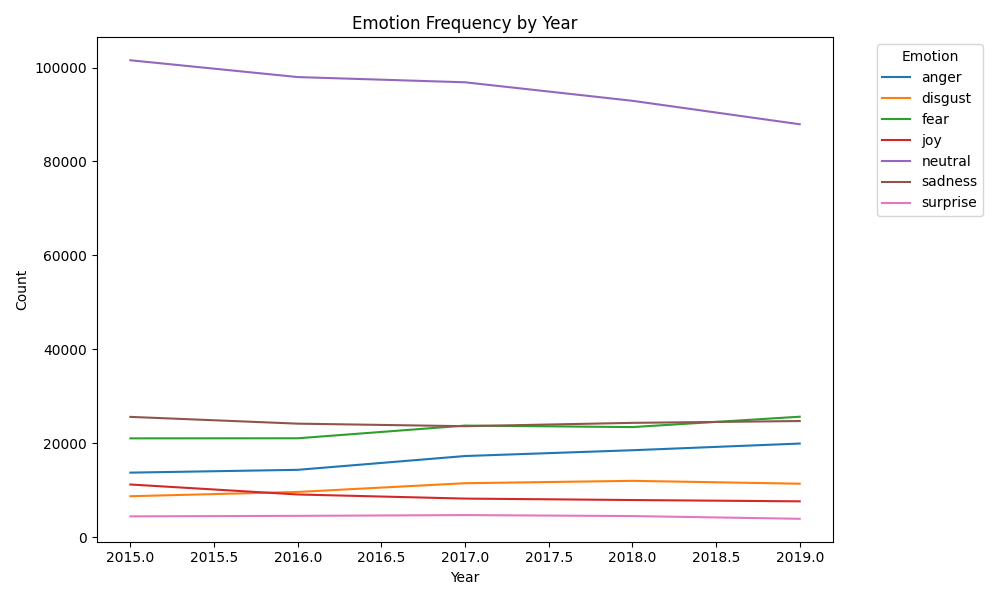 Emotion Frequency by Year
Count
100000
80000
60000
40000
20000
0
2015.0 2015.5 2016.0 2016.5 2017.0 2017.5 2018.0 2018.5 2019.0
Year
Emotion
anger
disgust
fear
joy
neutral
sadness
surprise